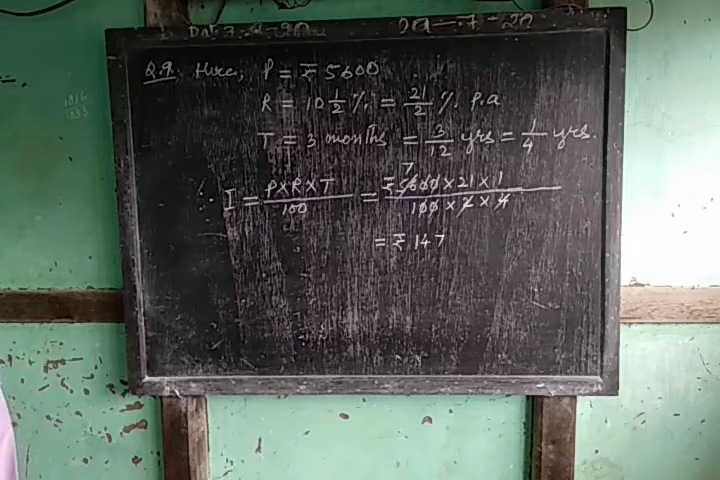 20-7-20
Q.9. Here, P = ₹ 5600
R = 10 1/2 % = 21/2 % p.a
T = 3 months = 3/12 yrs = 1/4 yrs.
∴ I = P×R×T/100 = ₹ 5600 × 21 × 1/100 × 2 × 4
7
= ₹ 147